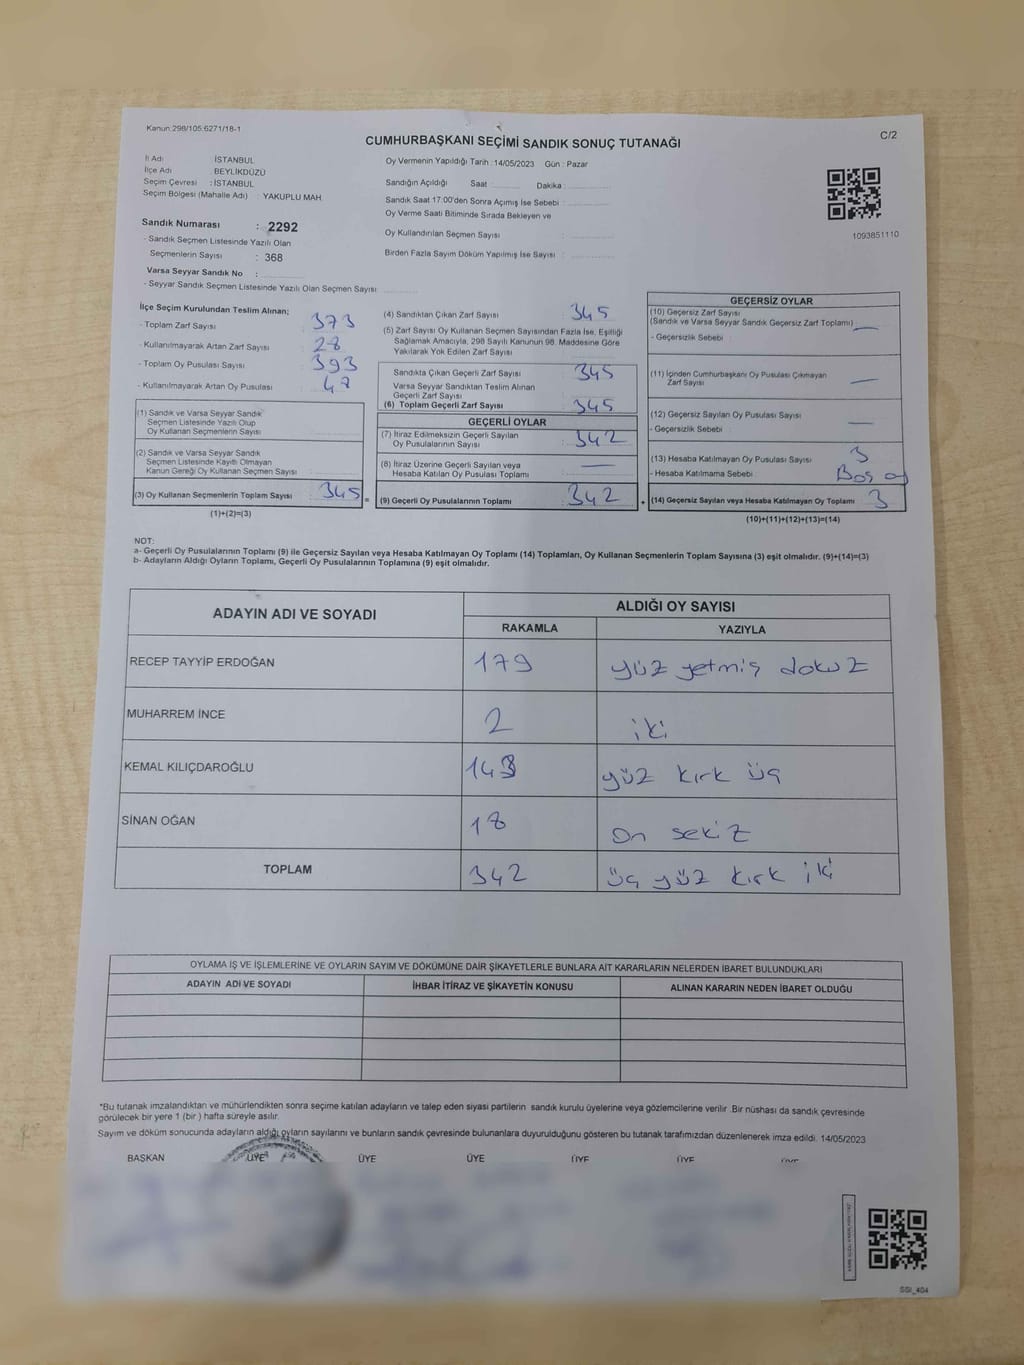 Kanun:298/105:6271/18-1
C/2
CUMHURBAŞKANI SEÇİMİ SANDIK SONUÇ TUTANAĞI
İl Adı İSTANBUL
İlçe Adı BEYLİKDÜZÜ
Seçim Çevresi : İSTANBUL
Seçim Bölgesi (Mahalle Adı) : YAKUPLU MAH.
Sandık Numarası : 2292
- Sandık Seçmen Listesinde Yazılı Olan
Seçmenlerin Sayısı : 368
Varsa Seyyar Sandık No :
- Seyyar Sandık Seçmen Listesinde Yazılı Olan Seçmen Sayısı
Oy Vermenin Yapıldığı Tarih : 14/05/2023 Gün : Pazar
Sandığın Açıldığı Saat Dakika :
Sandık Saat 17:00'den Sonra Açımış İse Sebebi :
Oy Verme Saati Bitiminde Sırada Bekleyen ve
Oy Kullandırılan Seçmen Sayısı :
Birden Fazla Sayım Döküm Yapılmış İse Sayısı :
1093851110
İlçe Seçim Kurulundan Teslim Alınan;
- Toplam Zarf Sayısı 373
- Kullanılmayarak Artan Zarf Sayısı 28
- Toplam Oy Pusulası Sayısı 393
- Kullanılmayarak Artan Oy Pusulası 47
(1) Sandık ve Varsa Seyyar Sandık
Seçmen Listesinde Yazılı Olup
Oy Kullanan Seçmenlerin Sayısı
(2) Sandık ve Varsa Seyyar Sandık
Seçmen Listesinde Kayıtlı Olmayan
Kanun Gereği Oy Kullanan Seçmen Sayısı
(3) Oy Kullanan Seçmenlerin Toplam Sayısı 345 =
(1)+(2)=(3)
(4) Sandıktan Çıkan Zarf Sayısı 345
(5) Zarf Sayısı Oy Kullanan Seçmen Sayısından Fazla İse, Eşitliği
Sağlamak Amacıyla, 298 Sayılı Kanunun 98. Maddesine Göre
Yakılarak Yok Edilen Zarf Sayısı
Sandıkta Çıkan Geçerli Zarf Sayısı 345
Varsa Seyyar Sandıktan Teslim Alınan
Geçerli Zarf Sayısı
(6) Toplam Geçerli Zarf Sayısı 345
GEÇERLİ OYLAR
(7) İtiraz Edilmeksizin Geçerli Sayılan
Oy Pusulalarının Sayısı 342
(8) İtiraz Üzerine Geçerli Sayılan veya
Hesaba Katılan Oy Pusulası Toplamı —
(9) Geçerli Oy Pusulalarının Toplamı 342 +
GEÇERSİZ OYLAR
(10) Geçersiz Zarf Sayısı
(Sandık ve Varsa Seyyar Sandık Geçersiz Zarf Toplamı) —
- Geçersizlik Sebebi :
(11) İçinden Cumhurbaşkanı Oy Pusulası Çıkmayan
Zarf Sayısı —
(12) Geçersiz Sayılan Oy Pusulası Sayısı —
- Geçersizlik Sebebi
(13) Hesaba Katılmayan Oy Pusulası Sayısı 3
- Hesaba Katılmama Sebebi Boş oy
(14) Geçersiz Sayılan veya Hesaba Katılmayan Oy Toplamı 3
(10)+(11)+(12)+(13)=(14)
NOT:
a- Geçerli Oy Pusulalarının Toplamı (9) ile Geçersiz Sayılan veya Hesaba Katılmayan Oy Toplamı (14) Toplamları, Oy Kullanan Seçmenlerin Toplam Sayısına (3) eşit olmalıdır. (9)+(14)=(3)
b- Adayların Aldığı Oyların Toplamı, Geçerli Oy Pusulalarının Toplamına (9) eşit olmalıdır.
ADAYIN ADI VE SOYADI
ALDIĞI OY SAYISI
RAKAMLA YAZIYLA
RECEP TAYYİP ERDOĞAN 179 yüz yetmiş dokuz
MUHARREM İNCE 2 iki
KEMAL KILIÇDAROĞLU 143 yüz kırk üç
SİNAN OĞAN 18 on sekiz
TOPLAM 342 üç yüz kırk iki
OYLAMA İŞ VE İŞLEMLERİNE VE OYLARIN SAYIM VE DÖKÜMÜNE DAİR ŞİKAYETLERLE BUNLARA AİT KARARLARIN NELERDEN İBARET BULUNDUKLARI
ADAYIN ADI VE SOYADI İHBAR İTİRAZ VE ŞİKAYETİN KONUSU ALINAN KARARIN NEDEN İBARET OLDUĞU
*Bu tutanak imzalandıktan ve mühürlendikten sonra seçime katılan adayların ve talep eden siyasi partilerin sandık kurulu üyelerine veya gözlemcilerine verilir .Bir nüshası da sandık çevresinde
görülecek bir yere 1 (bir ) hafta süreyle asılır.
Sayım ve döküm sonucunda adayların aldığı oyların sayılarını ve bunların sandık çevresinde bulunanlara duyurulduğunu gösteren bu tutanak tarafımızdan düzenlenerek imza edildi. 14/05/2023
BAŞKAN ÜYE ÜYE ÜYE ÜYE ÜYE ÜYE
SGI_404